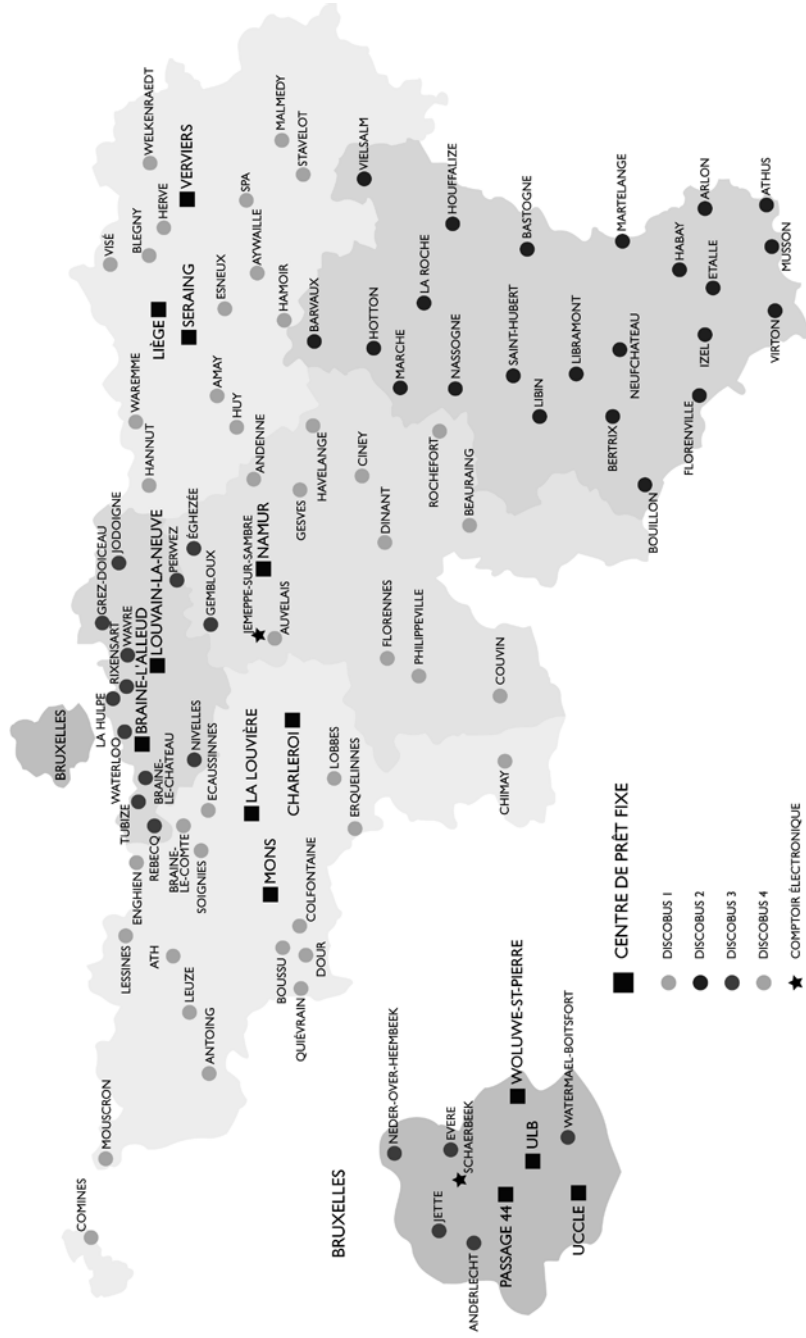 COMINES
MOUSCRON
LESSINES
ENGHIEN
ATH
LEUZE
ANTOING
REBECQ
TUBIZE
BRAINE-
LE-CHÂTEAU
BRAINE-
LE-COMTE
SOIGNIES
ECAUSSINNES
NIVELLES
WATERLOO
BRAINE-L'ALLEUD
LA HULPE
RIXENSART
WAVRE
LOUVAIN-LA-NEUVE
GREZ-DOICEAU
JODOIGNE
PERWEZ
ÉGHEZÉE
GEMBLOUX
BRUXELLES
HANNUT
WAREMME
LIÈGE
SERAING
VISÉ
BLEGNY
HERVE
WELKENRAEDT
VERVIERS
AMAY
HUY
ESNEUX
AYWAILLE
SPA
HAMOIR
MALMEDY
STAVELOT
QUIÉVRAIN
BOUSSU
DOUR
COLFONTAINE
MONS
LA LOUVIÈRE
CHARLEROI
LOBBES
ERQUELINNES
CHIMAY
JEMEPPE-SUR-SAMBRE
AUVELAIS
NAMUR
ANDENNE
GESVES
HAVELANGE
CINEY
DINANT
FLORENNES
PHILIPPEVILLE
COUVIN
ROCHEFORT
BEAURAING
BARVAUX
VIELSALM
HOTTON
MARCHE
LA ROCHE
HOUFFALIZE
NASSOGNE
SAINT-HUBERT
BASTOGNE
LIBIN
LIBRAMONT
BERTRIX
NEUFCHATEAU
MARTELANGE
BOUILLON
FLORENVILLE
IZEL
HABAY
ETALLE
ARLON
VIRTON
MUSSON
ATHUS
BRUXELLES
NEDER-OVER-HEEMBEEK
JETTE
EVERE
SCHAERBEEK
ANDERLECHT
PASSAGE 44
ULB
WOLUWE-ST-PIERRE
UCCLE
WATERMAEL-BOITSFORT
CENTRE DE PRÊT FIXE
DISCOBUS 1
DISCOBUS 2
DISCOBUS 3
DISCOBUS 4
COMPTOIR ÉLECTRONIQUE